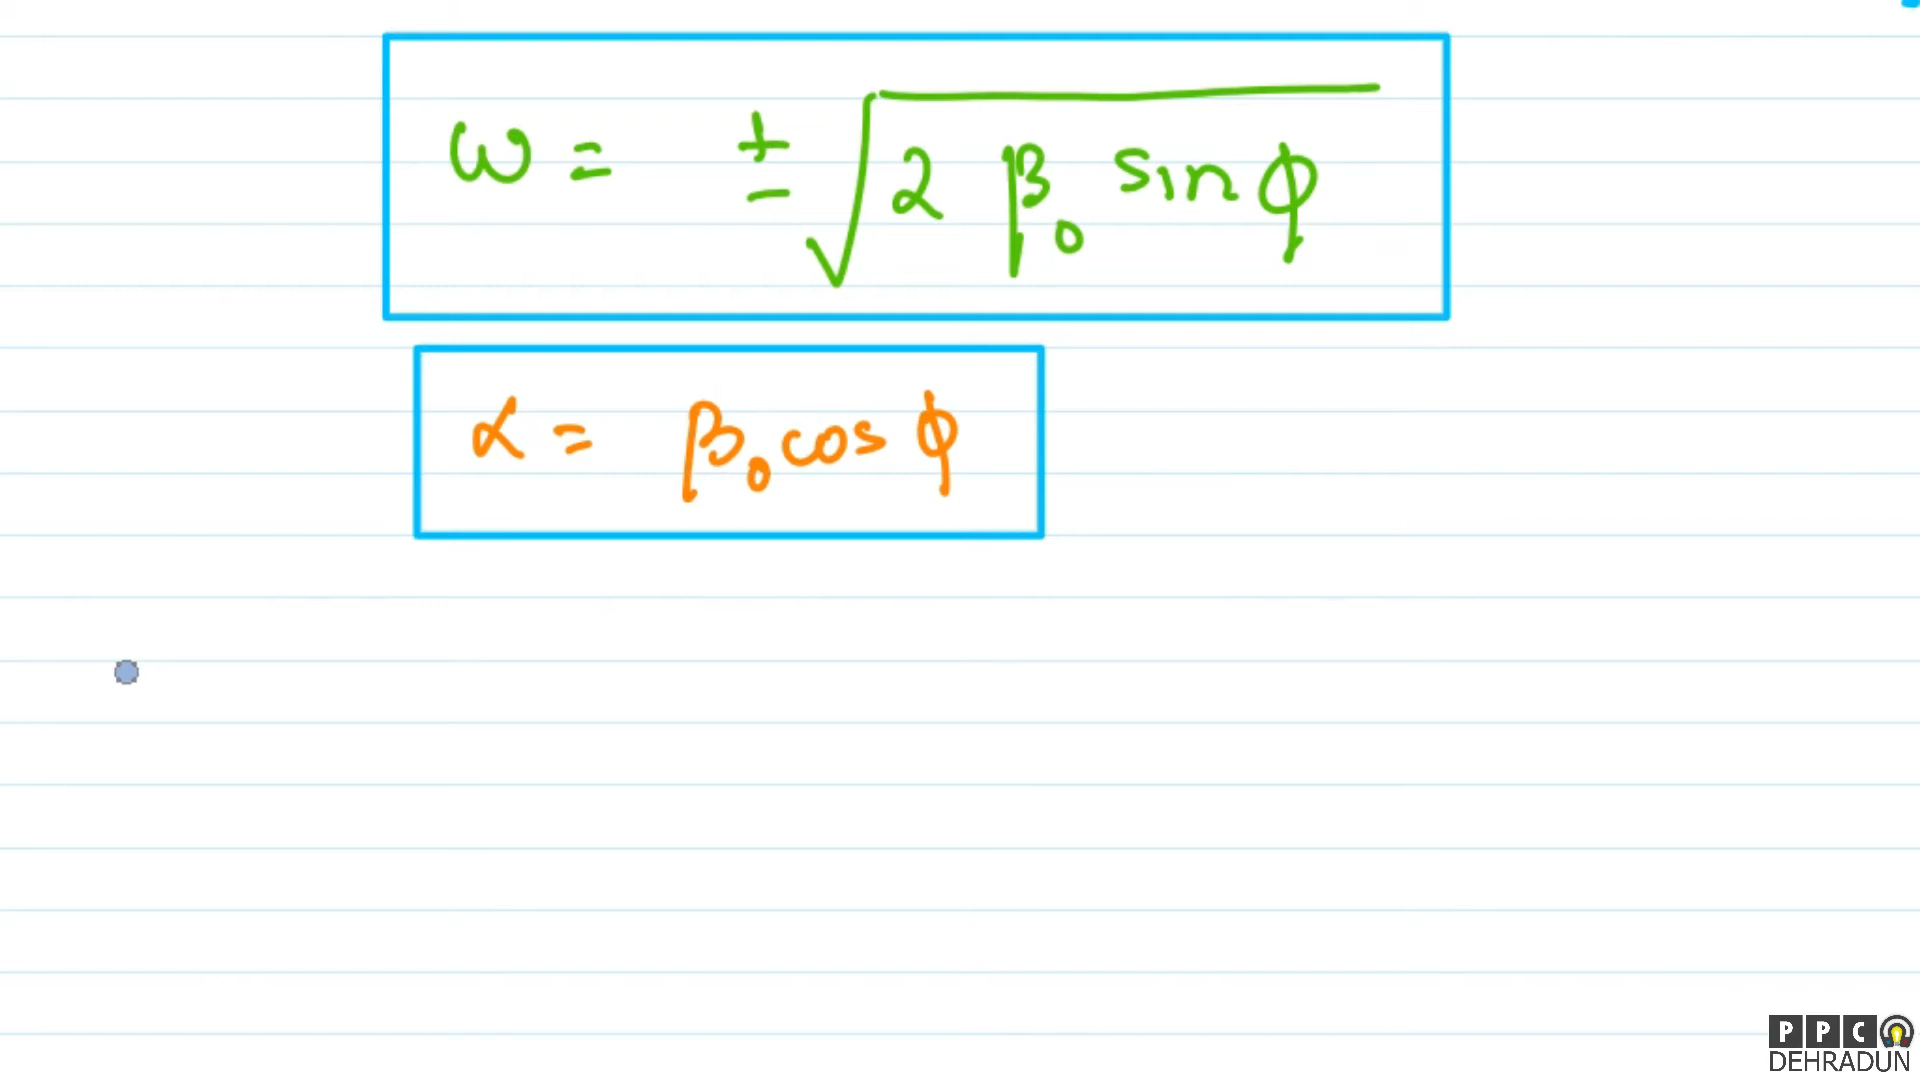 ω = ± √2 β₀ sin ϕ
α = β₀ cos ϕ
PPC
DEHRADUN